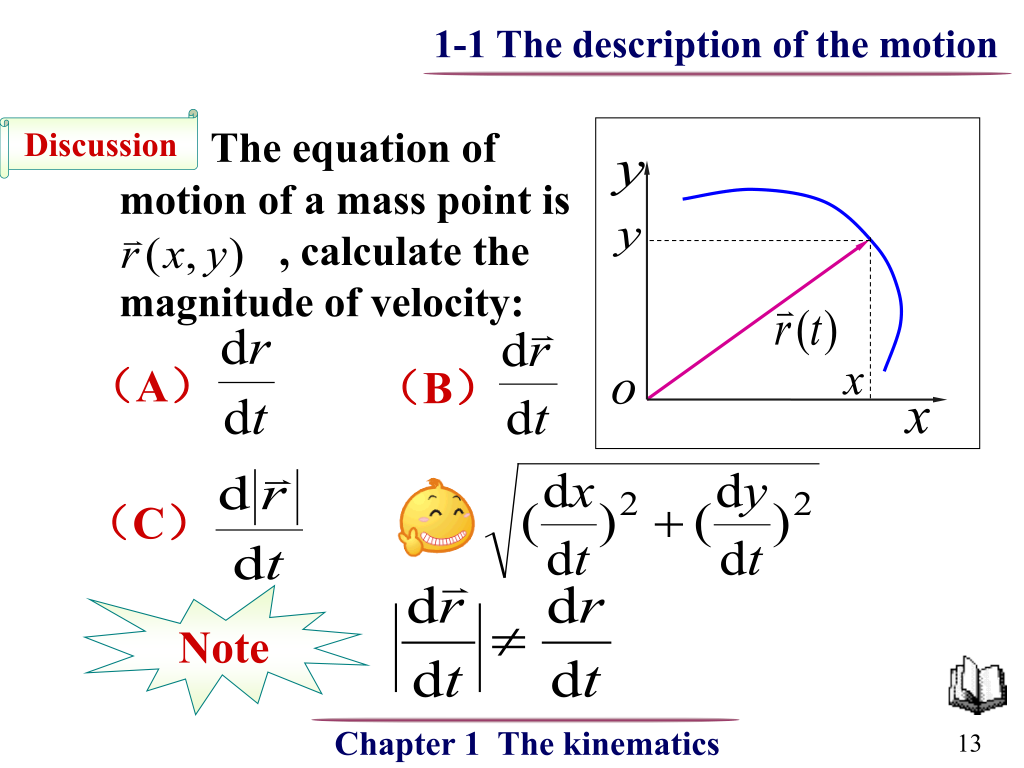 1-1 The description of the motion
Discussion
The equation of
motion of a mass point is
$\vec{r}(x, y)$ , calculate the
magnitude of velocity:
（A） $\frac{\mathrm{d}r}{\mathrm{d}t}$ （B） $\frac{\mathrm{d}\vec{r}}{\mathrm{d}t}$
（C） $\frac{\mathrm{d}|\vec{r}|}{\mathrm{d}t}$ $\sqrt{(\frac{\mathrm{d}x}{\mathrm{d}t})^2 + (\frac{\mathrm{d}y}{\mathrm{d}t})^2}$
Note $\left|\frac{\mathrm{d}\vec{r}}{\mathrm{d}t}\right| \neq \frac{\mathrm{d}r}{\mathrm{d}t}$
y
y
$\vec{r}(t)$
o
x
x
Chapter 1 The kinematics
13